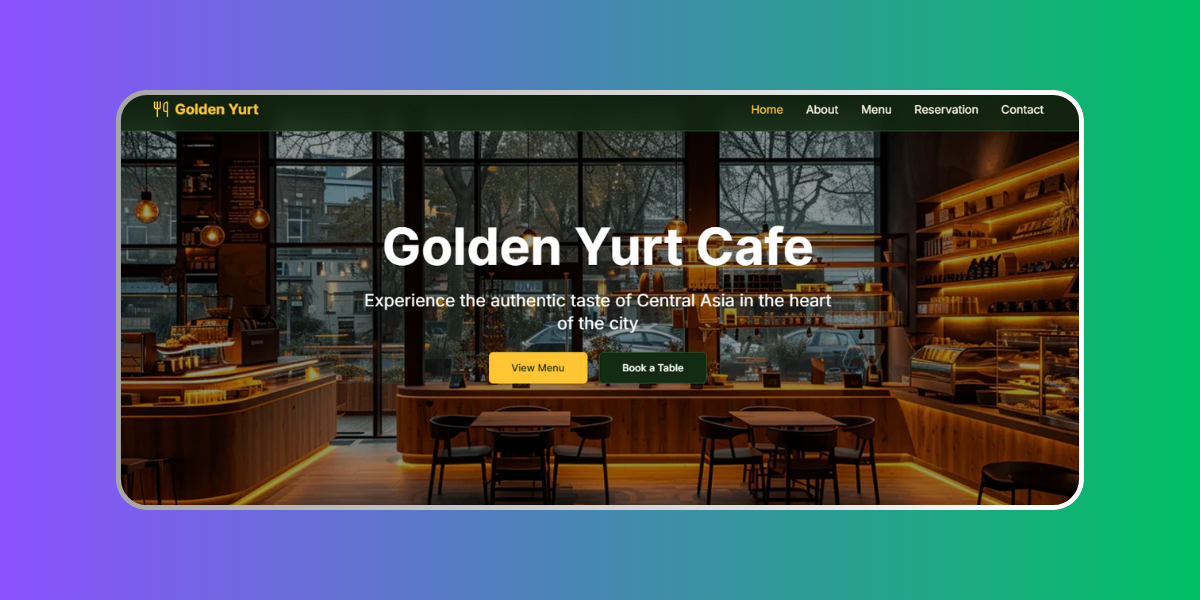 Golden Yurt
Home About Menu Reservation Contact
Golden Yurt Cafe
Experience the authentic taste of Central Asia in the heart
of the city
View Menu Book a Table